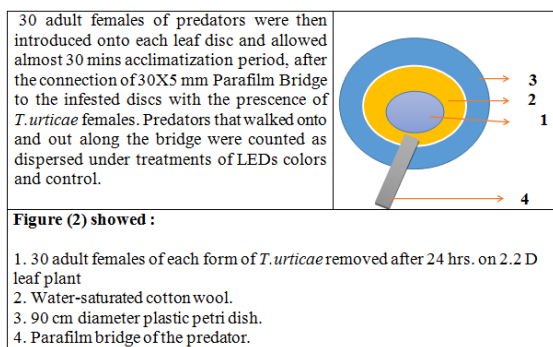 30 adult females of predators were then
introduced onto each leaf disc and allowed
almost 30 mins acclimatization period, after
the connection of 30X5 mm Parafilm Bridge
to the infested discs with the prescence of
T.urticae females. Predators that walked onto
and out along the bridge were counted as
dispersed under treatments of LEDs colors
and control.
3
2
1
4
Figure (2) showed :
1. 30 adult females of each form of T.urticae removed after 24 hrs. on 2.2 D
leaf plant
2. Water-saturated cotton wool.
3. 90 cm diameter plastic petri dish.
4. Parafilm bridge of the predator.